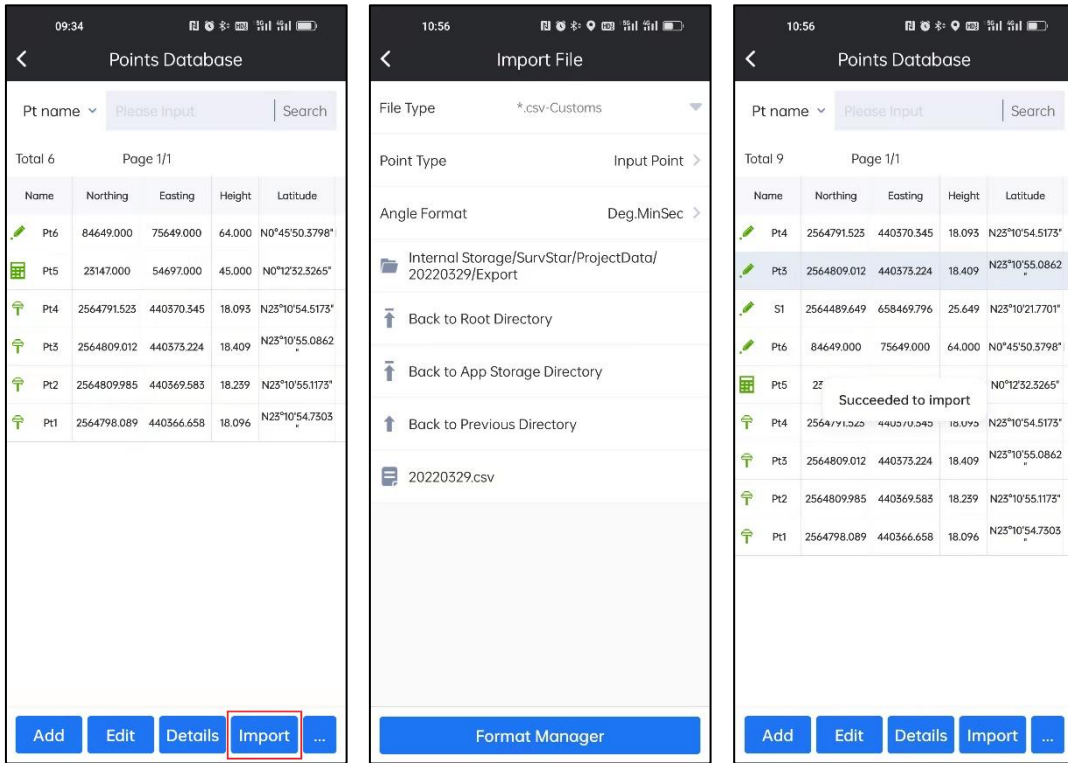 09:34
Points Database
Pt name Please Input Search
Total 6 Page 1/1
Name Northing Easting Height Latitude
Pt6 84649.000 75649.000 64.000 N0°45'50.3798"
Pt5 23147.000 54697.000 45.000 N0°12'32.3265"
Pt4 2564791.523 440370.345 18.093 N23°10'54.5173"
Pt3 2564809.012 440373.224 18.409 N23°10'55.0862"
Pt2 2564809.985 440369.583 18.239 N23°10'55.1173"
Pt1 2564798.089 440366.658 18.096 N23°10'54.7303"
Add Edit Details Import ...
10:56
Import File
File Type *.csv-Customs
Point Type Input Point
Angle Format Deg.MinSec
Internal Storage/SurvStar/ProjectData/
20220329/Export
Back to Root Directory
Back to App Storage Directory
Back to Previous Directory
20220329.csv
Format Manager
10:56
Points Database
Pt name Please Input Search
Total 9 Page 1/1
Name Northing Easting Height Latitude
Pt4 2564791.523 440370.345 18.093 N23°10'54.5173"
Pt3 2564809.012 440373.224 18.409 N23°10'55.0862"
S1 2564489.649 658469.796 25.649 N23°10'21.7701"
Pt6 84649.000 75649.000 64.000 N0°45'50.3798"
Pt5 N0°12'32.3265"
Succeeded to import
Pt4 2564791.523 440370.345 18.093 N23°10'54.5173"
Pt3 2564809.012 440373.224 18.409 N23°10'55.0862"
Pt2 2564809.985 440369.583 18.239 N23°10'55.1173"
Pt1 2564798.089 440366.658 18.096 N23°10'54.7303"
Add Edit Details Import ...